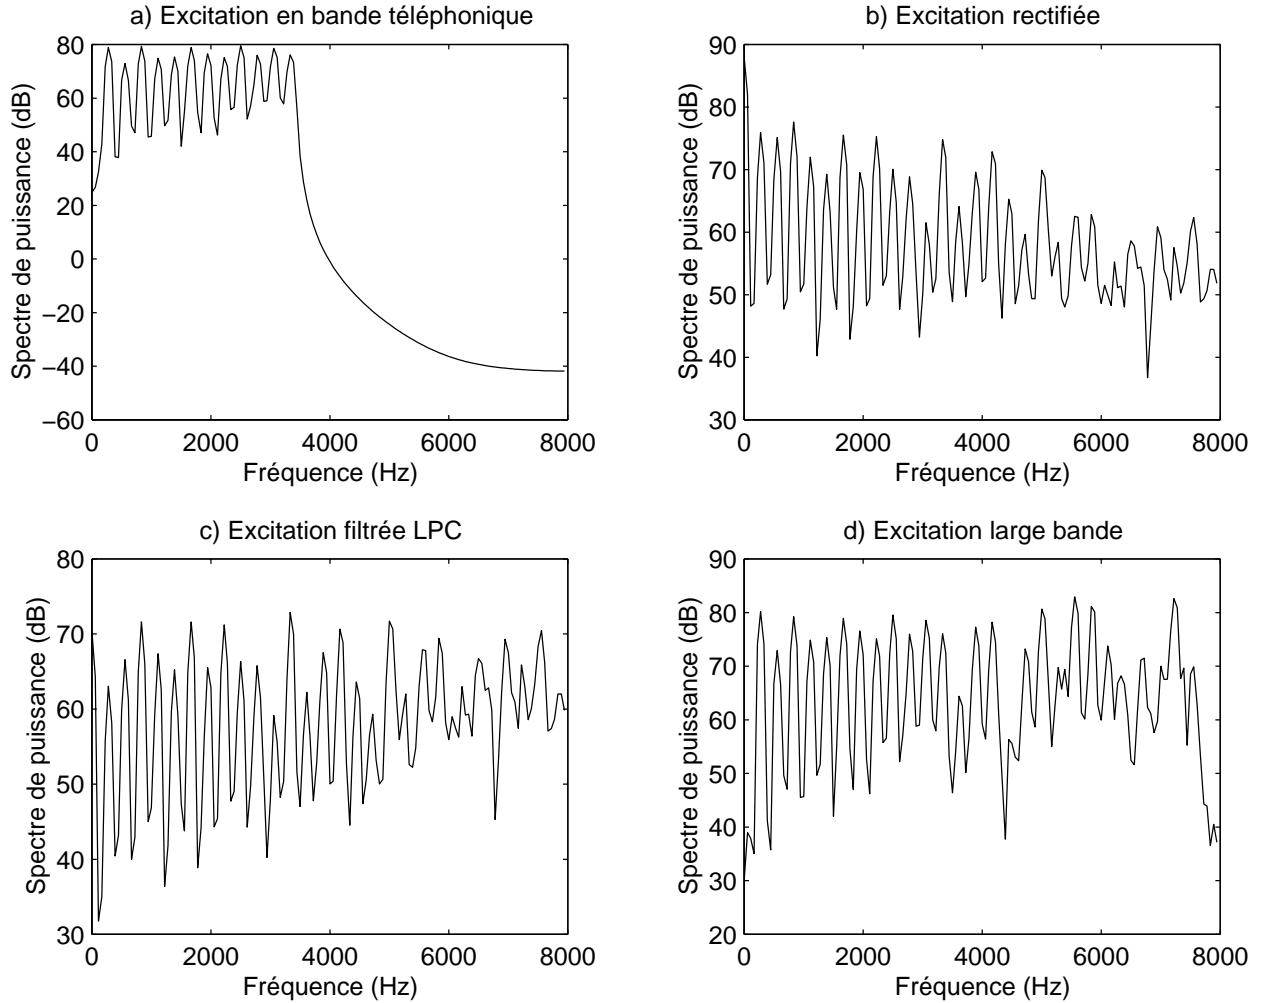 a) Excitation en bande téléphonique
Spectre de puissance (dB)
80
60
40
20
0
−20
−40
−60
0 2000 4000 6000 8000
Fréquence (Hz)
b) Excitation rectifiée
Spectre de puissance (dB)
90
80
70
60
50
40
30
0 2000 4000 6000 8000
Fréquence (Hz)
c) Excitation filtrée LPC
Spectre de puissance (dB)
80
70
60
50
40
30
0 2000 4000 6000 8000
Fréquence (Hz)
d) Excitation large bande
Spectre de puissance (dB)
90
80
70
60
50
40
30
20
0 2000 4000 6000 8000
Fréquence (Hz)